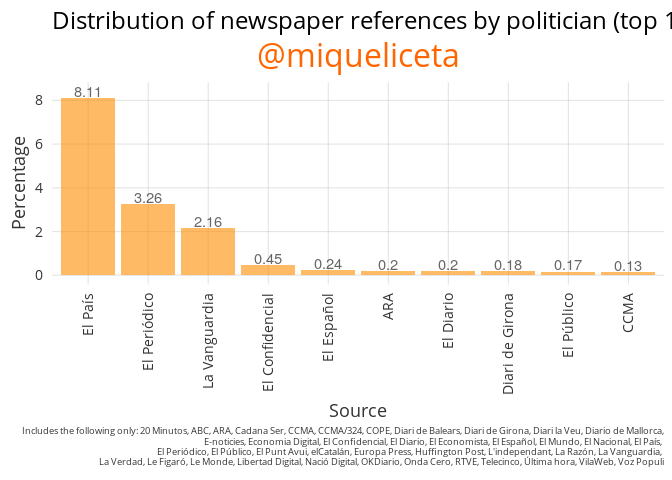 Distribution of newspaper references by politician (top 1
@miqueliceta
Percentage
8
6
4
2
0
8.11
3.26
2.16
0.45
0.24
0.2
0.2
0.18
0.17
0.13
El País
El Periódico
La Vanguardia
El Confidencial
El Español
ARA
El Diario
Diari de Girona
El Público
CCMA
Source
Includes the following only: 20 Minutos, ABC, ARA, Cadana Ser, CCMA, CCMA/324, COPE, Diari de Balears, Diari de Girona, Diari la Veu, Diario de Mallorca,
E-noticies, Economia Digital, El Confidencial, El Diario, El Economista, El Español, El Mundo, El Nacional, El País,
El Periódico, El Público, El Punt Avui, elCatalán, Europa Press, Huffington Post, L'independant, La Razón, La Vanguardia,
La Verdad, Le Figaró, Le Monde, Libertad Digital, Nació Digital, OKDiario, Onda Cero, RTVE, Telecinco, Última hora, VilaWeb, Voz Populi